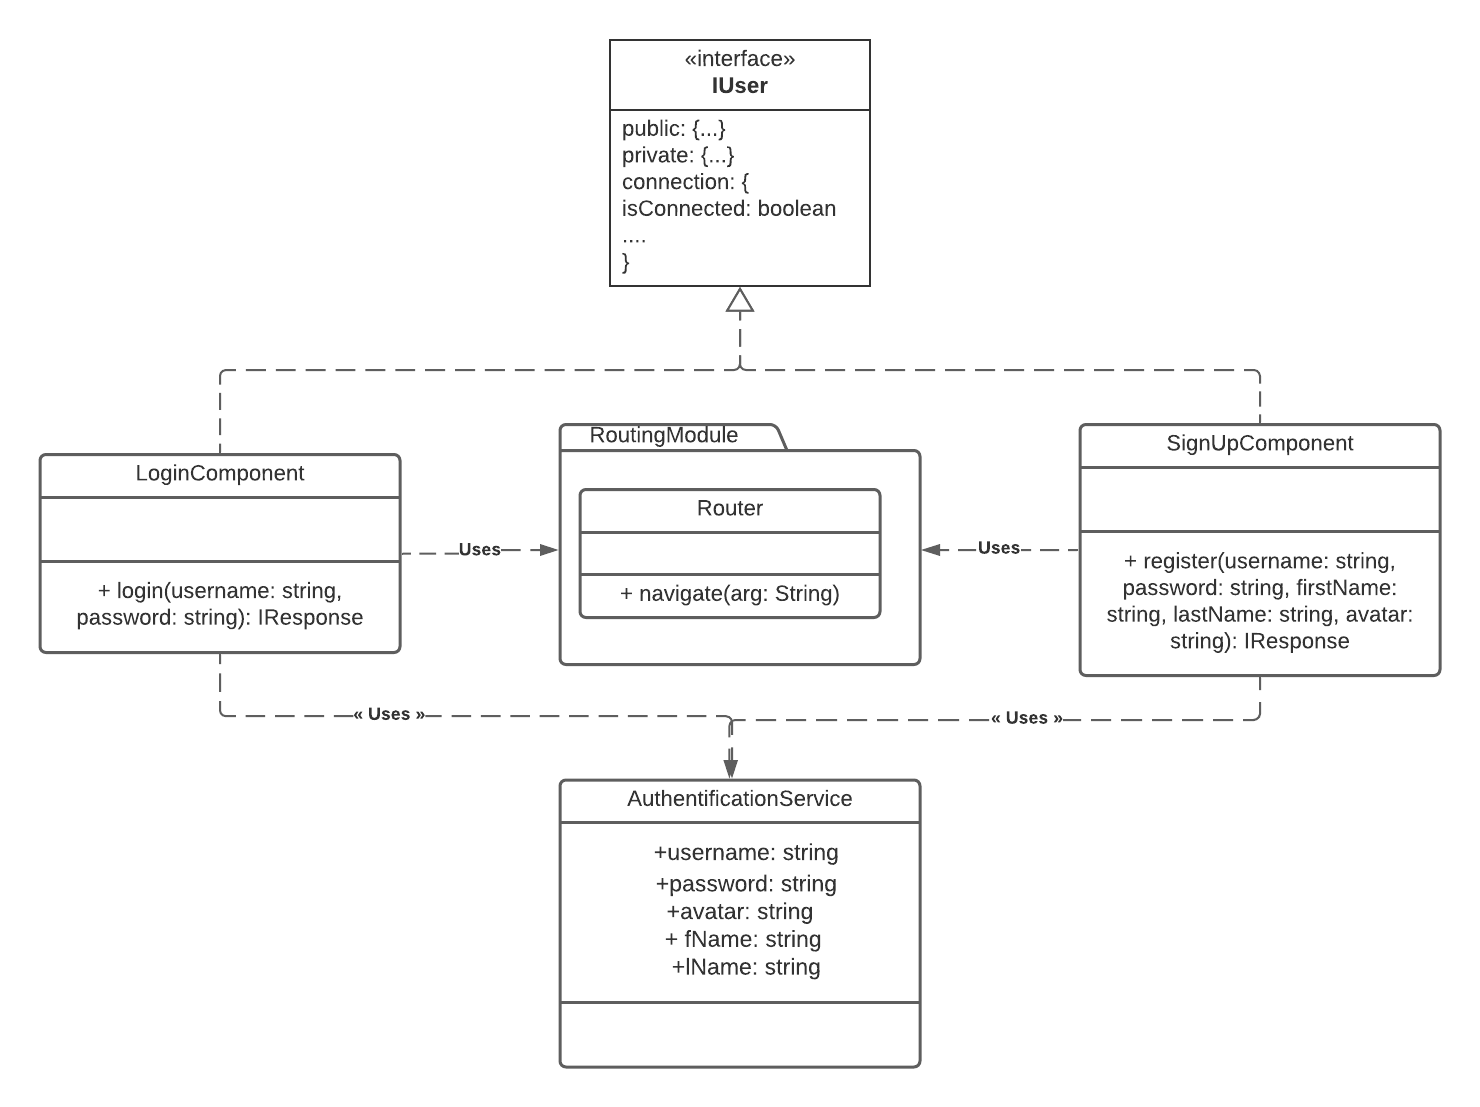 «interface»
IUser
public: {...}
private: {...}
connection: {
isConnected: boolean
....
}
RoutingModule
SignUpComponent
LoginComponent
Router
Uses
Uses
+ navigate(arg: String)
+ login(username: string,
password: string): IResponse
+ register(username: string,
password: string, firstName:
string, lastName: string, avatar:
string): IResponse
« Uses »
« Uses »
AuthentificationService
+username: string
+password: string
+avatar: string
+ fName: string
+lName: string